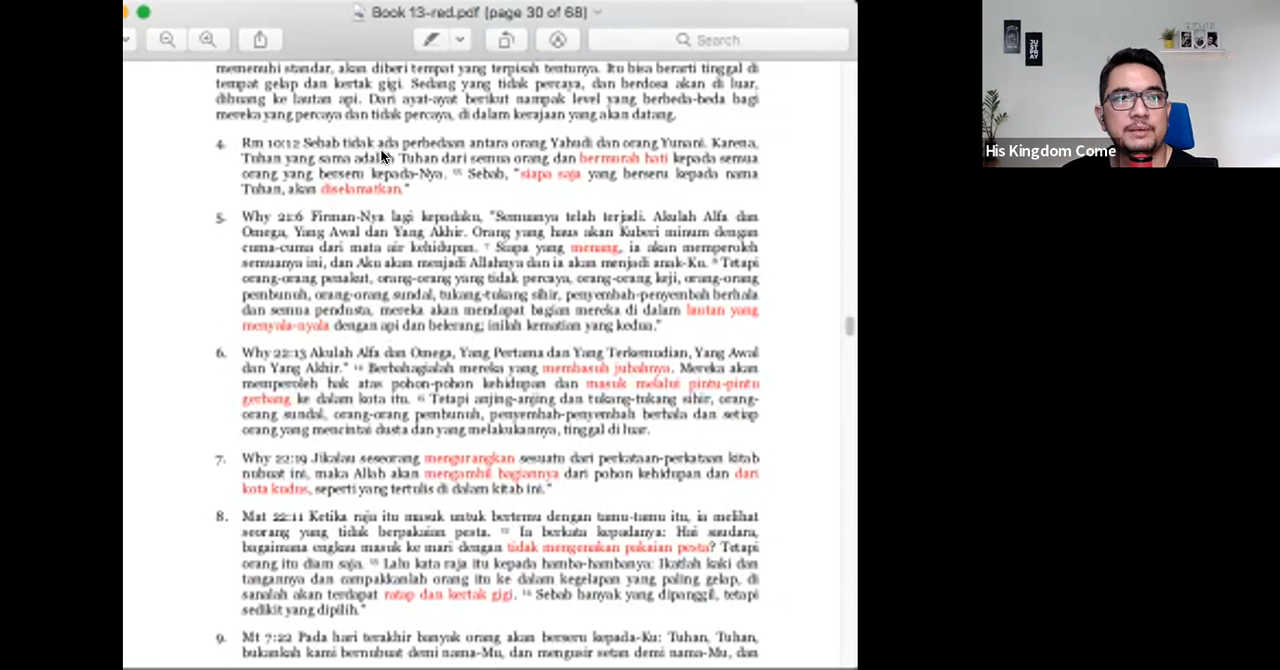 Book 13-red.pdf (page 30 of 68)
Search
memenuhi standar, akan diberi tempat yang terpisah tentunya. Itu bisa berarti tinggal di
tempat gelap dan kertak gigi. Sedang yang tidak percaya, dan berdosa akan di luar,
dibuang ke lautan api. Dari ayat-ayat berikut nampak level yang berbeda-beda bagi
mereka yang percaya dan tidak percaya, di dalam kerajaan yang akan datang.
4. Rm 10:12 Sebab tidak ada perbedaan antara orang Yahudi dan orang Yunani. Karena,
Tuhan yang sama adalah Tuhan dari semua orang dan bermurah hati kepada semua
orang yang berseru kepada-Nya. 13 Sebab, "siapa saja yang berseru kepada nama
Tuhan, akan diselamatkan."
5. Why 21:6 Firman-Nya lagi kepadaku, "Semuanya telah terjadi. Akulah Alfa dan
Omega, Yang Awal dan Yang Akhir. Orang yang haus akan Kuberi minum dengan
cuma-cuma dari mata air kehidupan. 7 Siapa yang menang, ia akan memperoleh
semuanya ini, dan Aku akan menjadi Allahnya dan ia akan menjadi anak-Ku. 8 Tetapi
orang-orang penakut, orang-orang yang tidak percaya, orang-orang keji, orang-orang
pembunuh, orang-orang sundal, tukang-tukang sihir, penyembah-penyembah berhala
dan semua pendusta, mereka akan mendapat bagian mereka di dalam lautan yang
menyala-nyala dengan api dan belerang; inilah kematian yang kedua."
6. Why 22:13 Akulah Alfa dan Omega, Yang Pertama dan Yang Terkemudian, Yang Awal
dan Yang Akhir." 14 Berbahagialah mereka yang membasuh jubahnya. Mereka akan
memperoleh hak atas pohon-pohon kehidupan dan masuk melalui pintu-pintu
gerbang ke dalam kota itu. 15 Tetapi anjing-anjing dan tukang-tukang sihir, orang-
orang sundal, orang-orang pembunuh, penyembah-penyembah berhala dan setiap
orang yang mencintai dusta dan yang melakukannya, tinggal di luar.
7. Why 22:19 Jikalau seseorang mengurangkan sesuatu dari perkataan-perkataan kitab
nubuat ini, maka Allah akan mengambil bagiannya dari pohon kehidupan dan dari
kota kudus, seperti yang tertulis di dalam kitab ini."
8. Mat 22:11 Ketika raja itu masuk untuk bertemu dengan tamu-tamu itu, ia melihat
seorang yang tidak berpakaian pesta. 12 Ia berkata kepadanya: Hai saudara,
bagaimana engkau masuk ke mari dengan tidak mengenakan pakaian pesta? Tetapi
orang itu diam saja. 13 Lalu kata raja itu kepada hamba-hambanya: Ikatlah kaki dan
tangannya dan campakkanlah orang itu ke dalam kegelapan yang paling gelap, di
sanalah akan terdapat ratap dan kertak gigi. 14 Sebab banyak yang dipanggil, tetapi
sedikit yang dipilih."
9. Mt 7:22 Pada hari terakhir banyak orang akan berseru kepada-Ku: Tuhan, Tuhan,
bukankah kami bernubuat demi nama-Mu, dan mengusir setan demi nama-Mu, dan
JUST
PRAY
HOME
His Kingdom Come